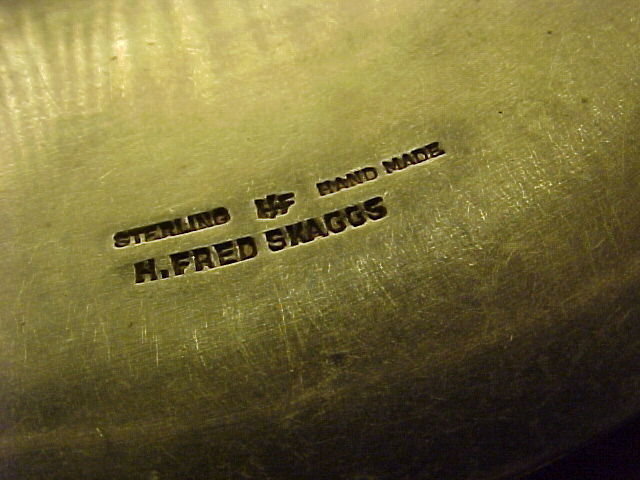 STERLING HF HAND MADE
H. FRED SKAGGS